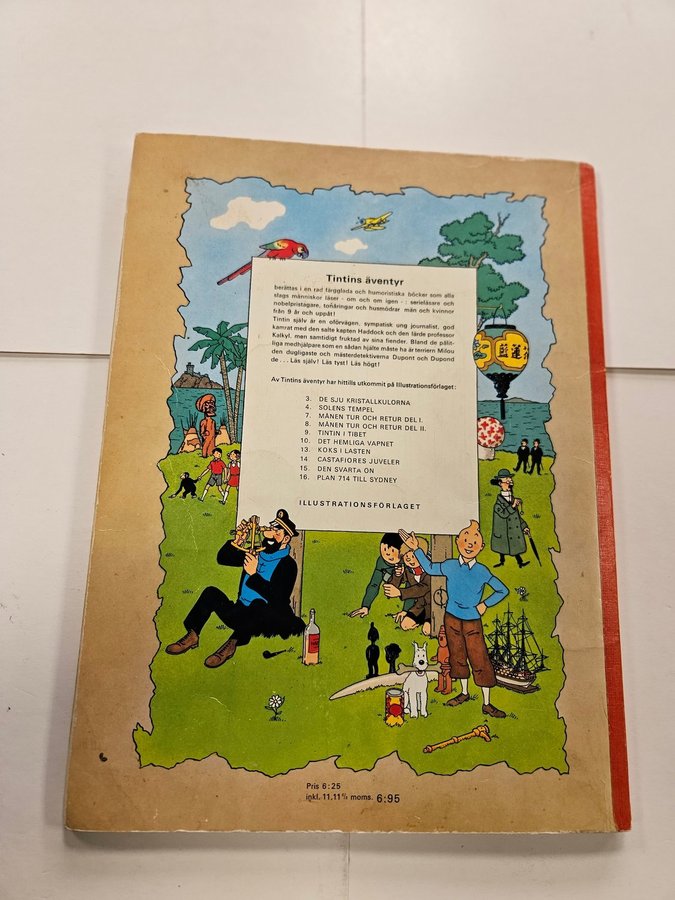 Tintins äventyr
berättas i en rad färgglada och humoristiska böcker som alla
slags människor läser - om och om igen - : serieläsare och
nobelpristagare, tonåringar och husmödrar män och kvinnor
från 9 år och uppåt!
Tintin själv är en oförvägen, sympatisk ung journalist, god
kamrat med den salte kapten Haddock och den lärde professor
Kalkyl, men samtidigt fruktad av sina fiender. Bland de pålit-
liga medhjälpare som en sådan hjälte måste ha är terriern Milou
den dugligaste och mästerdetektiverna Dupont och Dupond
de . . . Läs själv! Läs tyst! Läs högt!
Av Tintins äventyr har hittills utkommit på Illustrationsförlaget:
3. DE SJU KRISTALLKULORNA
4. SOLENS TEMPEL
7. MÅNEN TUR OCH RETUR DEL I.
8. MÅNEN TUR OCH RETUR DEL II.
9. TINTIN I TIBET
10. DET HEMLIGA VAPNET
13. KOKS I LASTEN
14. CASTAFIORES JUVELER
15. DEN SVARTA ÖN
16. PLAN 714 TILL SYDNEY
ILLUSTRATIONSFÖRLAGET
Pris 6:25
inkl. 11,11% moms. 6:95